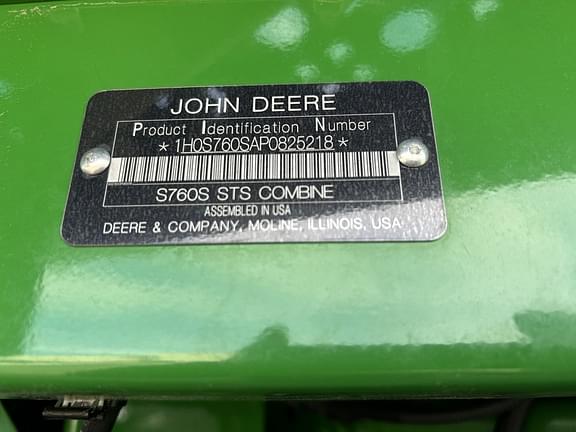 JOHN DEERE
Product Identification Number
*1H0S760SAP0825218*
S760S STS COMBINE
ASSEMBLED IN USA
DEERE & COMPANY, MOLINE, ILLINOIS, USA